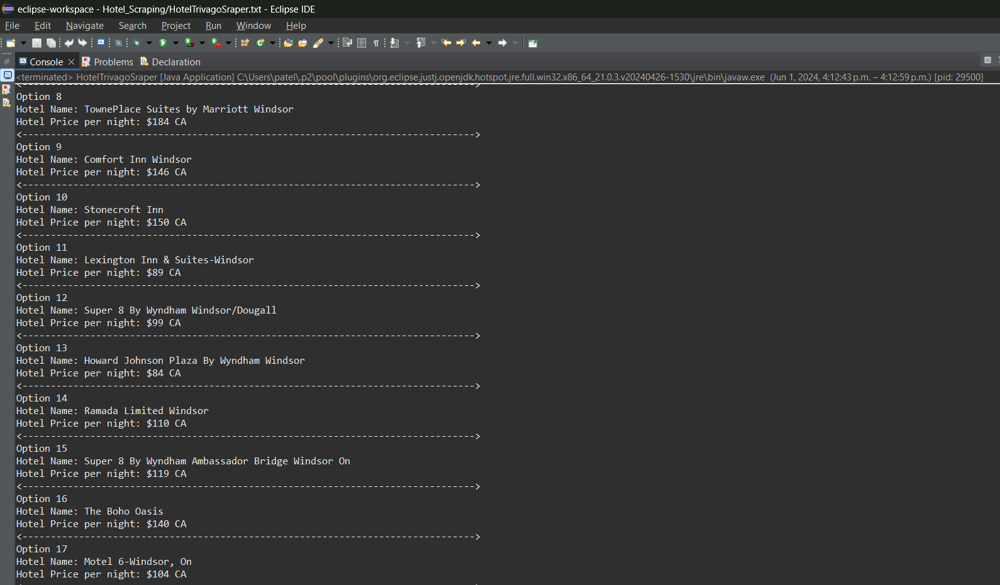 eclipse-workspace - Hotel_Scraping/HotelTrivagoSraper.txt - Eclipse IDE
File Edit Navigate Search Project Run Window Help
Console Problems Declaration
<terminated> HotelTrivagoSraper [Java Application] C:\Users\patel\.p2\pool\plugins\org.eclipse.justj.openjdk.hotspot.jre.full.win32.x86_64_21.0.3.v20240426-1530\jre\bin\javaw.exe (Jun 1, 2024, 4:12:43 p.m. – 4:12:59 p.m.) [pid: 29500]
Option 8
Hotel Name: TownePlace Suites by Marriott Windsor
Hotel Price per night: $184 CA
<-------------------------------------------------------------------------------->
Option 9
Hotel Name: Comfort Inn Windsor
Hotel Price per night: $146 CA
<-------------------------------------------------------------------------------->
Option 10
Hotel Name: Stonecroft Inn
Hotel Price per night: $150 CA
<-------------------------------------------------------------------------------->
Option 11
Hotel Name: Lexington Inn & Suites-Windsor
Hotel Price per night: $89 CA
<-------------------------------------------------------------------------------->
Option 12
Hotel Name: Super 8 By Wyndham Windsor/Dougall
Hotel Price per night: $99 CA
<-------------------------------------------------------------------------------->
Option 13
Hotel Name: Howard Johnson Plaza By Wyndham Windsor
Hotel Price per night: $84 CA
<-------------------------------------------------------------------------------->
Option 14
Hotel Name: Ramada Limited Windsor
Hotel Price per night: $110 CA
<-------------------------------------------------------------------------------->
Option 15
Hotel Name: Super 8 By Wyndham Ambassador Bridge Windsor On
Hotel Price per night: $119 CA
<-------------------------------------------------------------------------------->
Option 16
Hotel Name: The Boho Oasis
Hotel Price per night: $140 CA
<-------------------------------------------------------------------------------->
Option 17
Hotel Name: Motel 6-Windsor, On
Hotel Price per night: $104 CA